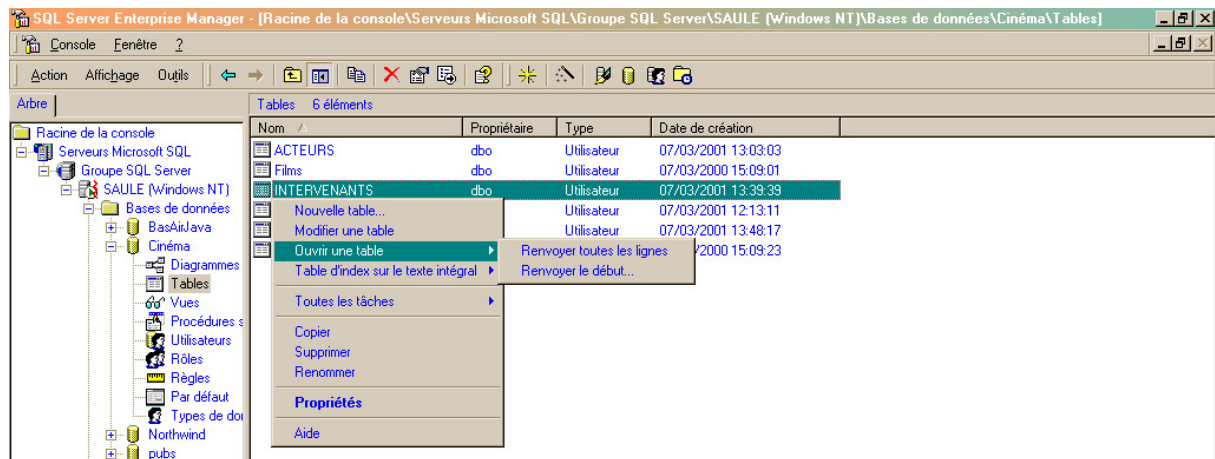 SQL Server Enterprise Manager - [Racine de la console\Serveurs Microsoft SQL\Groupe SQL Server\SAULE (Windows NT)\Bases de données\Cinéma\Tables]
Console Fenêtre ?
Action Affichage Outils
Arbre
Tables 6 éléments
Racine de la console
Serveurs Microsoft SQL
Groupe SQL Server
SAULE (Windows NT)
Bases de données
BasAirJava
Cinéma
Diagrammes
Tables
Vues
Procédures s
Utilisateurs
Rôles
Règles
Par défaut
Types de dor
Northwind
pubs
Nom Propriétaire Type Date de création
ACTEURS dbo Utilisateur 07/03/2001 13:03:03
Films dbo Utilisateur 07/03/2000 15:09:01
INTERVENANTS dbo Utilisateur 07/03/2001 13:39:39
Utilisateur 07/03/2001 12:13:11
Utilisateur 07/03/2001 13:48:17
/2000 15:09:23
Nouvelle table...
Modifier une table
Ouvrir une table
Table d'index sur le texte intégral
Toutes les tâches
Copier
Supprimer
Renommer
Propriétés
Aide
Renvoyer toutes les lignes
Renvoyer le début...